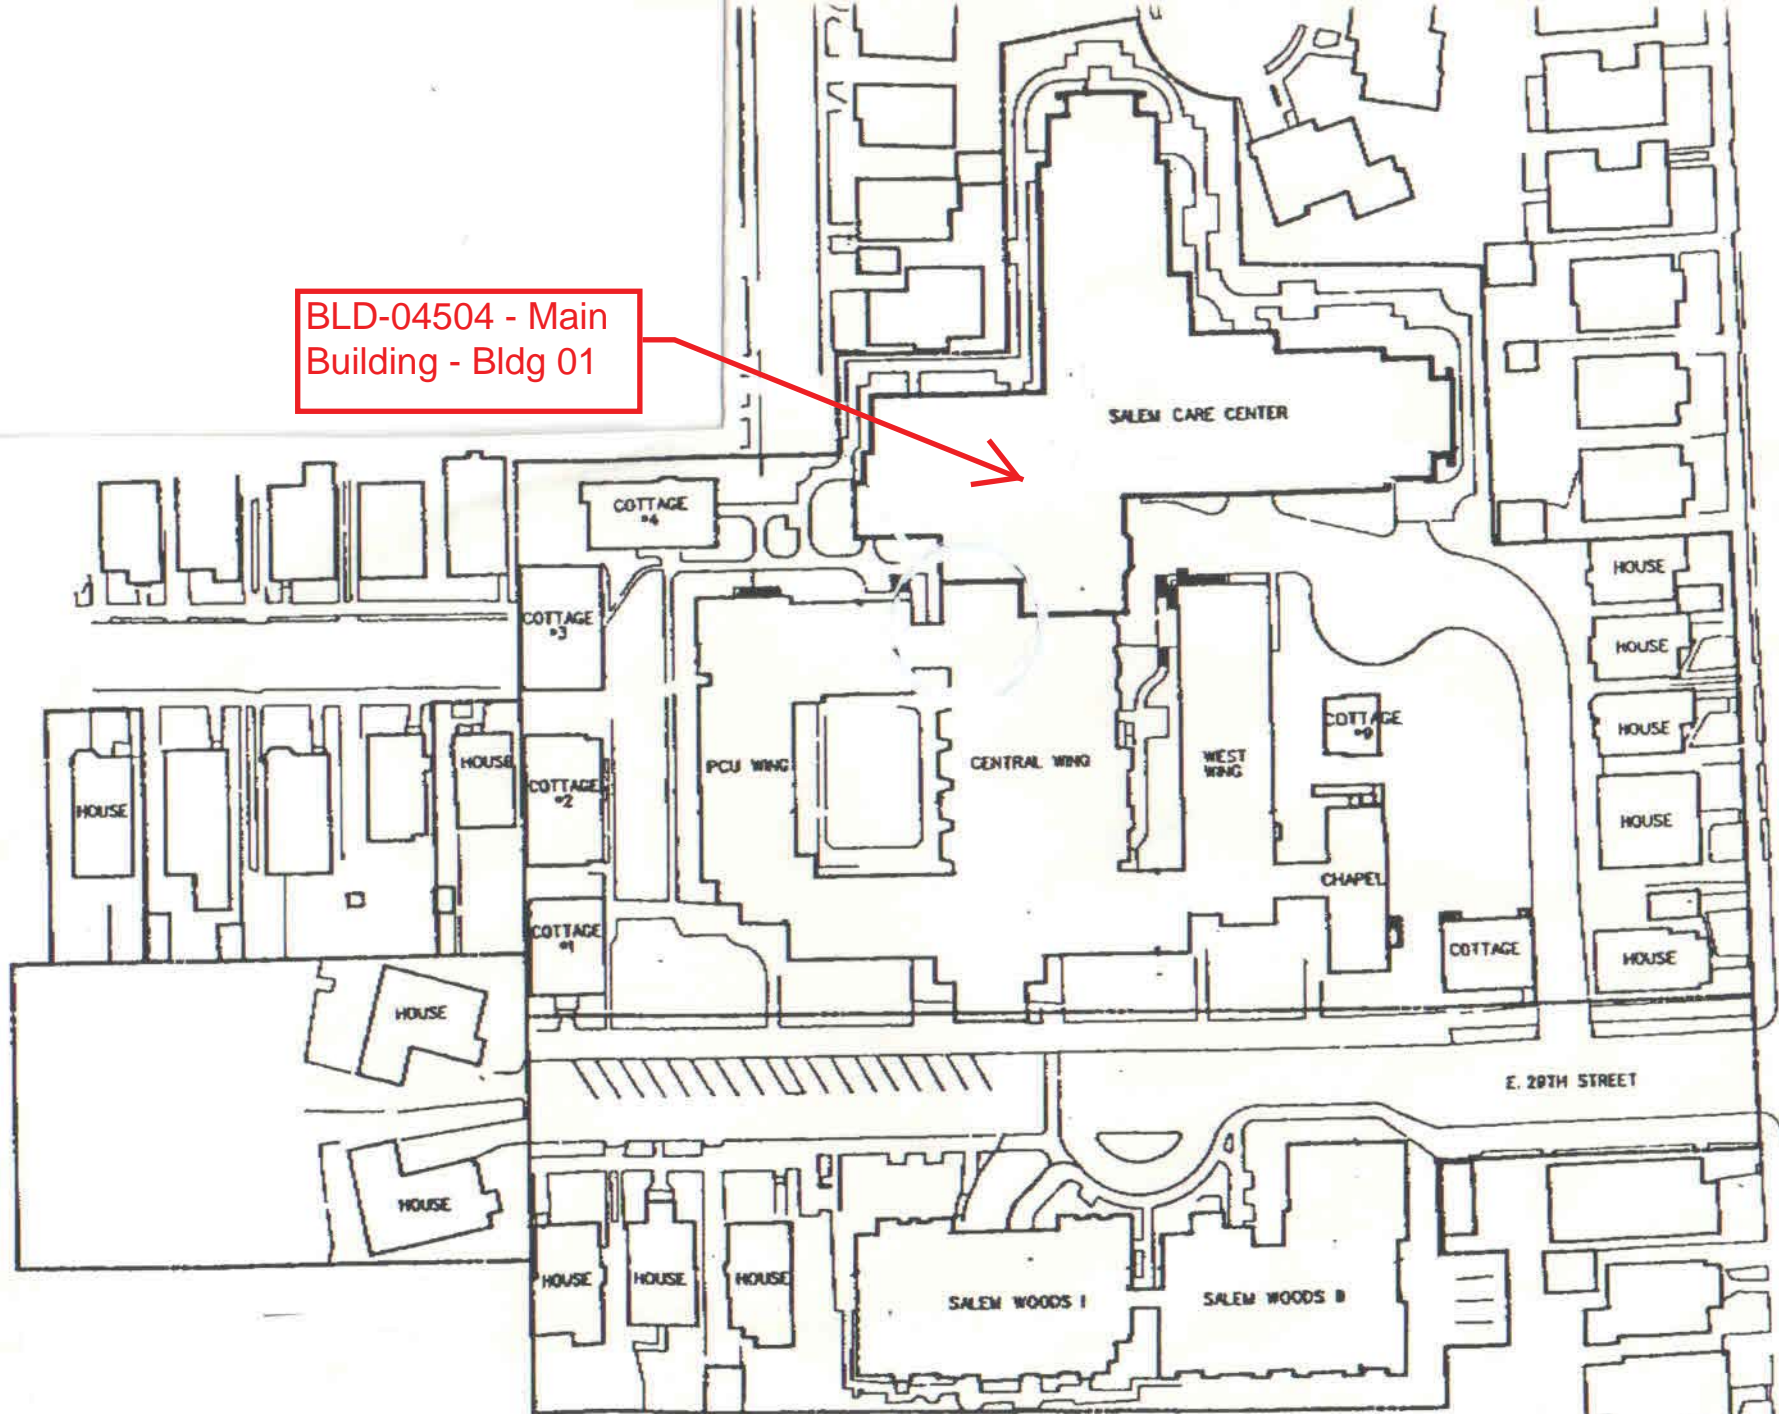 BLD-04504 - Main
Building - Bldg 01
SALEM CARE CENTER
COTTAGE
#4
COTTAGE
#3
HOUSE
HOUSE
HOUSE
COTTAGE
#9
HOUSE
PCU WING
CENTRAL WING
WEST
WING
COTTAGE
#2
HOUSE
HOUSE
CHAPEL
COTTAGE
#1
COTTAGE
HOUSE
HOUSE
E. 29TH STREET
HOUSE
HOUSE
HOUSE
HOUSE
SALEM WOODS I
SALEM WOODS II